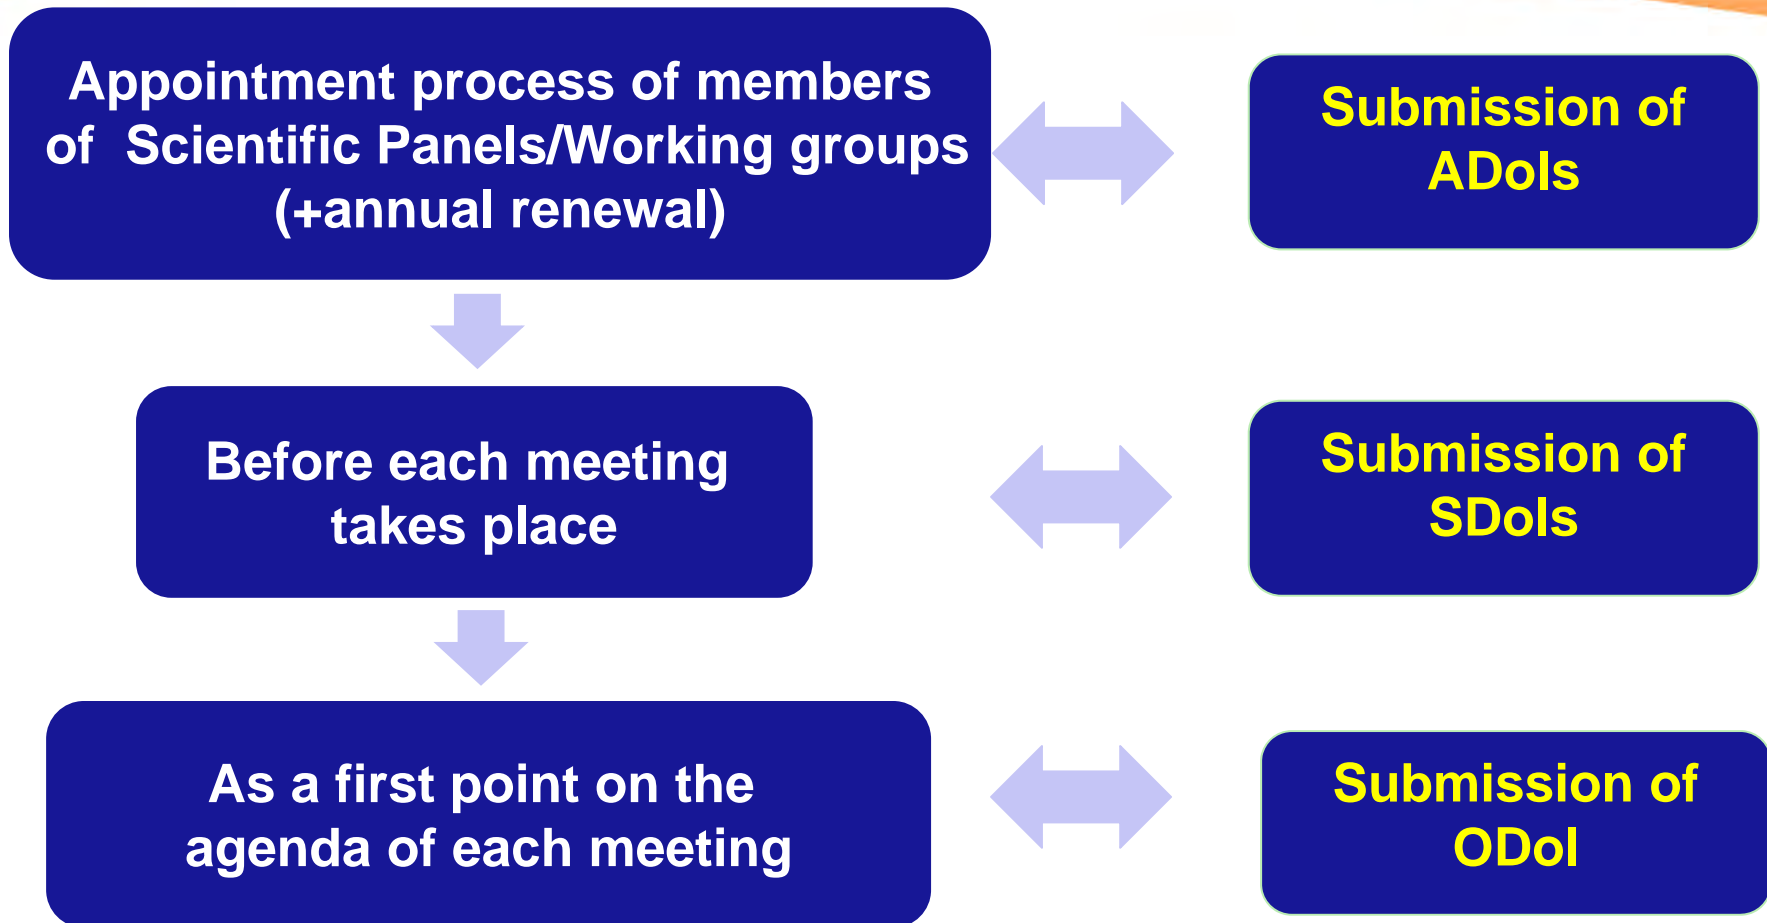 Appointment process of members
of Scientific Panels/Working groups
(+annual renewal)
Submission of
ADoIs
Before each meeting
takes place
Submission of
SDoIs
As a first point on the
agenda of each meeting
Submission of
ODoI